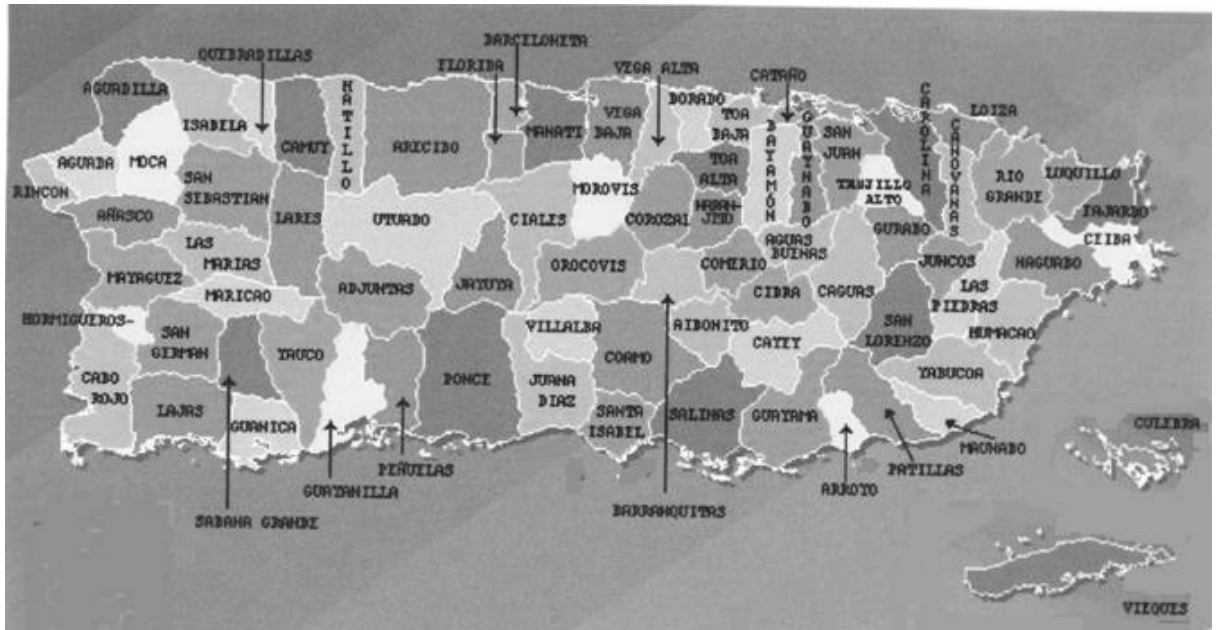 BARCELONETA
QUEBRADILLAS
FLORIDA
VEGA ALTA
CATAÑO
AGUADILLA
HATILLO
DORADO
CAROLINA
LOIZA
ISABELA
MANATI
VEGA
BAJA
TOA
BAJA
BAYAMÓN
GUAYNABO
SAN
JUAN
CANOVANAS
AGUADA
MOCA
CAMUY
ARECIBO
RINCON
SAN
SEBASTIAN
MOROVIS
TOA
ALTA
TRUJILLO
ALTO
RIO
GRANDE
LUQUILLO
FAJARDO
AÑASCO
LARES
UTUADO
CIALES
COROZAL
NARAN-
JITO
GURABO
CEIBA
LAS
MARIAS
AGUAS
BUENAS
MAYAGUEZ
OROCOVIS
COMERIO
JUNCOS
NAGUABO
MARICAO
ADJUNTAS
JAYUYA
CIDRA
CAGUAS
LAS
PIEDRAS
HORMIGUEROS-
SAN
GERMAN
YAUCO
VILLALBA
AIBONITO
CAYEY
SAN
LORENZO
HUMACAO
CABO
ROJO
LAJAS
GUANICA
PONCE
JUANA
DIAZ
COAMO
YABUCOA
SANTA
ISABEL
SALINAS
GUAYAMA
CULEBRA
PEÑUELAS
GUAYANILLA
SABANA GRANDE
BARRANQUITAS
ARROYO
PATILLAS
MAUNABO
VIEQUES